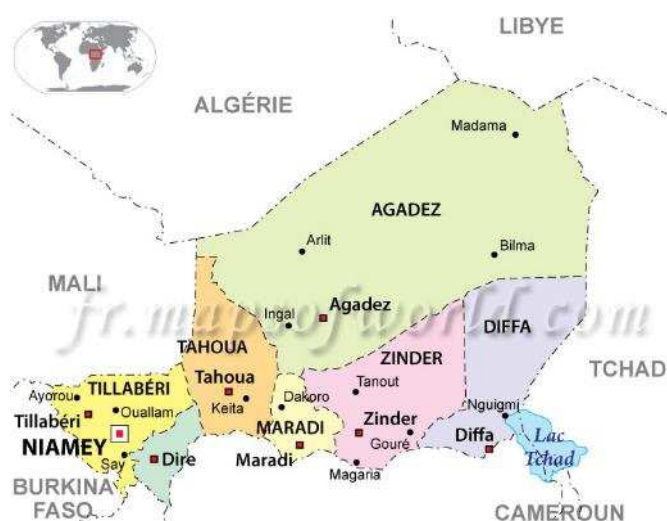 LIBYE
ALGÉRIE
Madama
AGADEZ
Arlit
Bilma
MALI
fr.mapsofworld.com
Agadez
Ingal
DIFFA
TAHOUA
ZINDER
TCHAD
Tahoua
Tanout
TILLABÉRI
Ayorou
Keita
Dakoro
Nguigmi
Ouallam
Tillabéri
MARADI
Zinder
NIAMEY
Gouré
Diffa
Lac
Tchad
Say
Dire
Maradi
Magaria
BURKINA
FASO
CAMEROUN